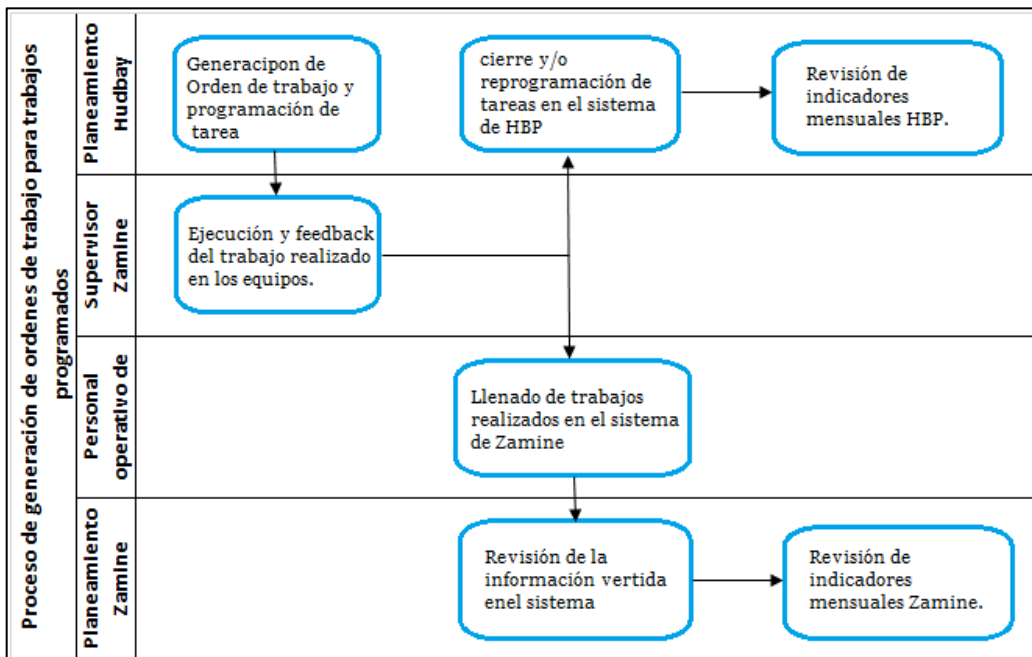 Proceso de generación de ordenes de trabajo para trabajos
programados
Planeamiento
Hudbay
Generacipon de
Orden de trabajo y
programación de
tarea
cierre y/o
reprogramación de
tareas en el sistema
de HBP
Revisión de
indicadores
mensuales HBP.
Supervisor
Zamine
Ejecución y feedback
del trabajo realizado
en los equipos.
Personal
operativo de
Llenado de trabajos
realizados en el sistema
de Zamine
Planeamiento
Zamine
Revisión de la
información vertida
enel sistema
Revisión de
indicadores
mensuales Zamine.